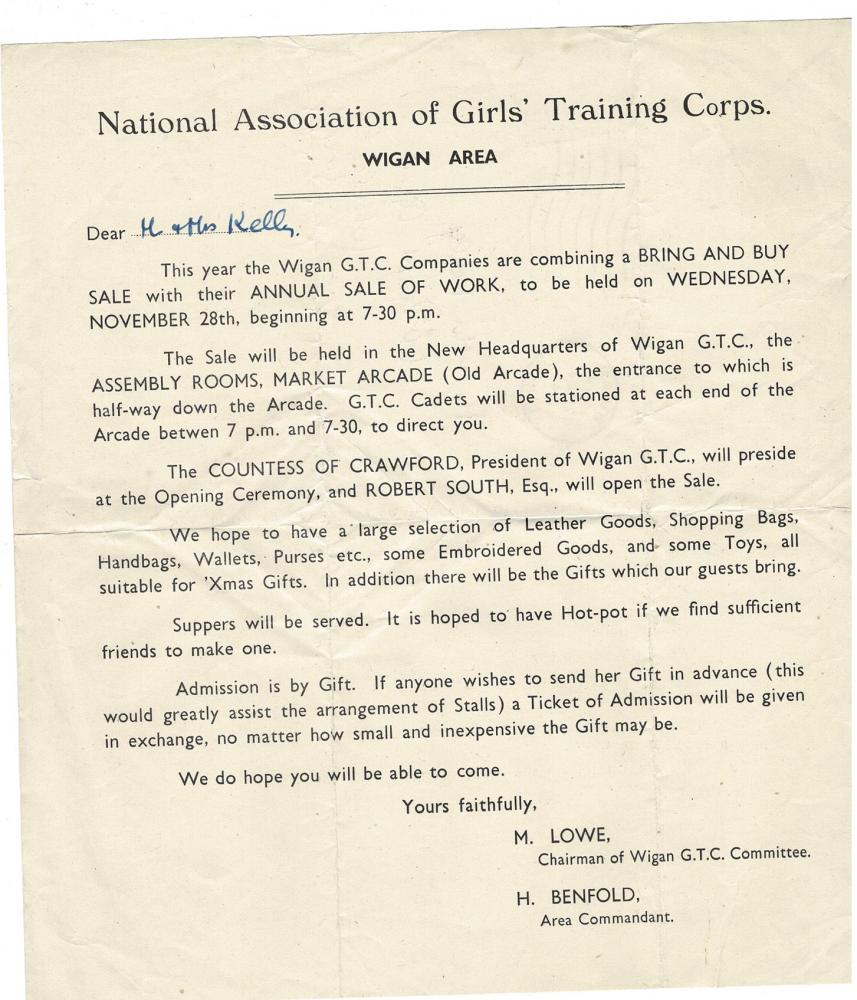 National Association of Girls' Training Corps.
WIGAN AREA
Dear M & Mrs Kelly.
This year the Wigan G.T.C. Companies are combining a BRING AND BUY
SALE with their ANNUAL SALE OF WORK, to be held on WEDNESDAY,
NOVEMBER 28th, beginning at 7-30 p.m.
The Sale will be held in the New Headquarters of Wigan G.T.C., the
ASSEMBLY ROOMS, MARKET ARCADE (Old Arcade), the entrance to which is
half-way down the Arcade. G.T.C. Cadets will be stationed at each end of the
Arcade betwen 7 p.m. and 7-30, to direct you.
The COUNTESS OF CRAWFORD, President of Wigan G.T.C., will preside
at the Opening Ceremony, and ROBERT SOUTH, Esq., will open the Sale.
We hope to have a large selection of Leather Goods, Shopping Bags,
Handbags, Wallets, Purses etc., some Embroidered Goods, and some Toys, all
suitable for 'Xmas Gifts. In addition there will be the Gifts which our guests bring.
Suppers will be served. It is hoped to have Hot-pot if we find sufficient
friends to make one.
Admission is by Gift. If anyone wishes to send her Gift in advance (this
would greatly assist the arrangement of Stalls) a Ticket of Admission will be given
in exchange, no matter how small and inexpensive the Gift may be.
We do hope you will be able to come.
Yours faithfully,
M. LOWE,
Chairman of Wigan G.T.C. Committee.
H. BENFOLD,
Area Commandant.